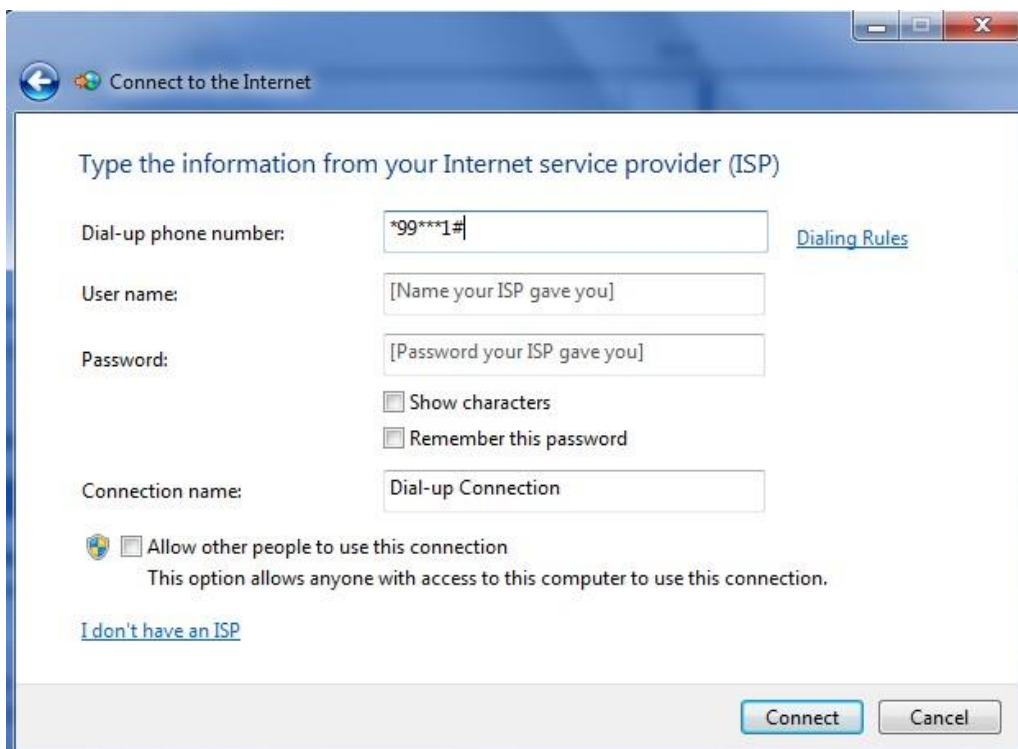 Connect to the Internet
Type the information from your Internet service provider (ISP)
Dial-up phone number:
*99***1#
Dialing Rules
User name:
[Name your ISP gave you]
Password:
[Password your ISP gave you]
Show characters
Remember this password
Connection name:
Dial-up Connection
Allow other people to use this connection
This option allows anyone with access to this computer to use this connection.
I don't have an ISP
Connect
Cancel